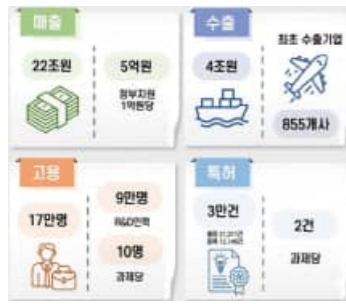 매출
22조원
5억원
정부지원
1억원당
수출
4조원
최초 수출기업
855개사
고용
17만명
9만명
R&D인력
10명
과제당
특허
3만건
2건
과제당